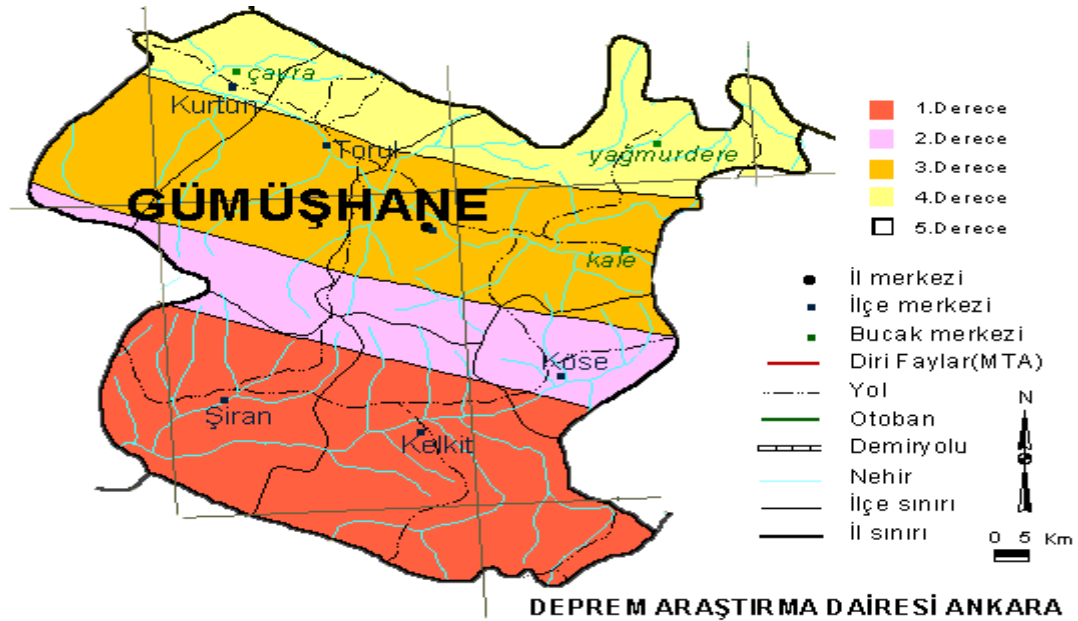 çayra
Kurtun
Torul
yağmurdere
GÜMÜŞHANE
kale
Köse
Şiran
Kelkit
1.Derece
2.Derece
3.Derece
4.Derece
5.Derece
İl merkezi
İlçe merkezi
Bucak merkezi
Diri Faylar(MTA)
Yol
Otoban
Demiryolu
Nehir
İlçe sınırı
İl sınırı
N
0 5 Km
DEPREM ARAŞTIRMA DAİRESİ ANKARA